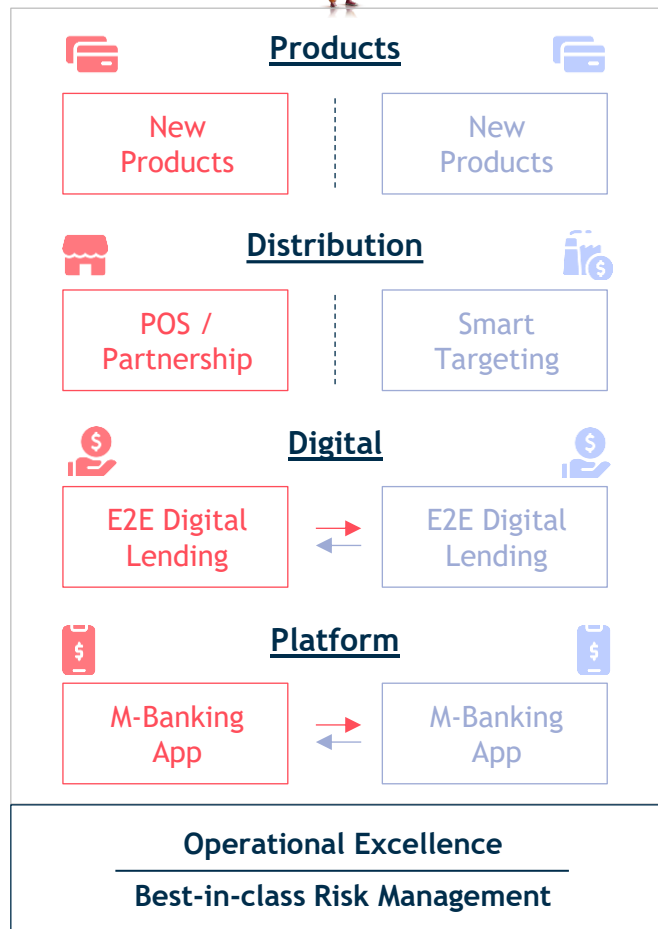 Products
New
Products
New
Products
Distribution
POS /
Partnership
Smart
Targeting
$
$
Digital
$
E2E Digital
Lending
E2E Digital
Lending
$
Platform
$
M-Banking
App
M-Banking
App
Operational Excellence
Best-in-class Risk Management